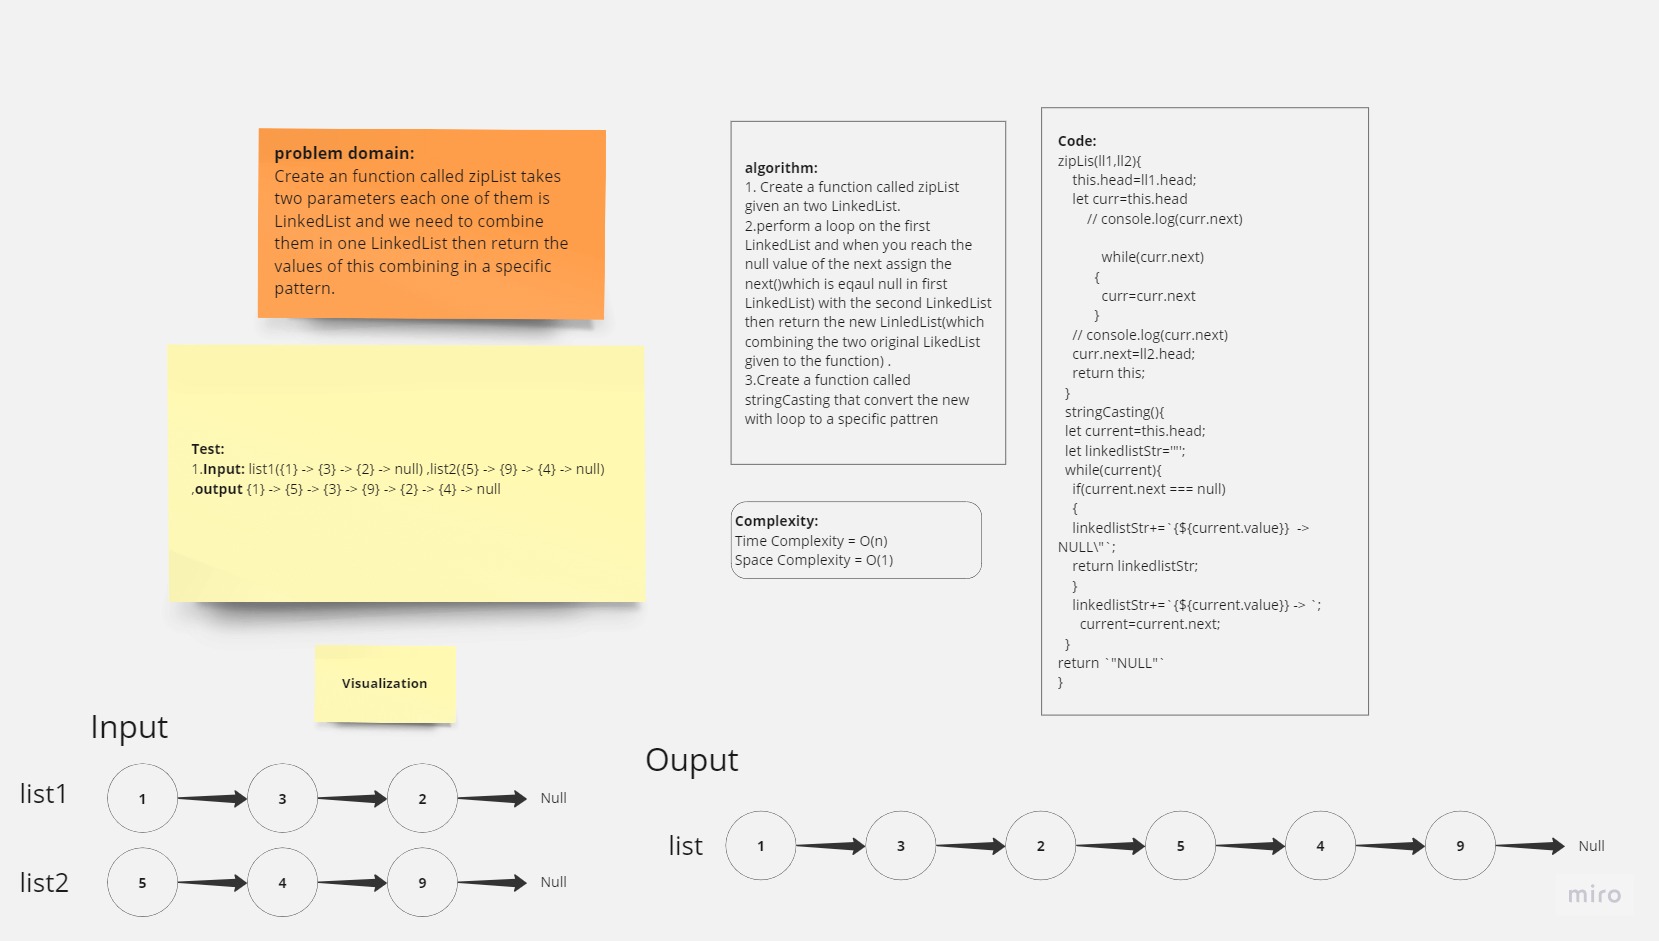 problem domain:
Create an function called zipList takes
two parameters each one of them is
LinkedList and we need to combine
them in one LinkedList then return the
values of this combining in a specific
pattern.
Test:
1.Input: list1({1} -> {3} -> {2} -> null) ,list2({5} -> {9} -> {4} -> null)
,output {1} -> {5} -> {3} -> {9} -> {2} -> {4} -> null
Visualization
algorithm:
1. Create a function called zipList
given an two LinkedList.
2.perform a loop on the first
LinkedList and when you reach the
null value of the next assign the
next()which is eqaul null in first
LinkedList) with the second LinkedList
then return the new LinledList(which
combining the two original LikedList
given to the function) .
3.Create a function called
stringCasting that convert the new
with loop to a specific pattren
Complexity:
Time Complexity = O(n)
Space Complexity = O(1)
Code:
zipLis(ll1,ll2){
this.head=ll1.head;
let curr=this.head
// console.log(curr.next)
while(curr.next)
{
curr=curr.next
}
// console.log(curr.next)
curr.next=ll2.head;
return this;
}
stringCasting(){
let current=this.head;
let linkedlistStr='"';
while(current){
if(current.next === null)
{
linkedlistStr+=`{${current.value}}  ->
NULL\"`;
return linkedlistStr;
}
linkedlistStr+=`{${current.value}} -> `;
current=current.next;
}
return `"NULL"`
}
Input
list1
1
3
2
Null
list2
5
4
9
Null
Ouput
list
1
3
2
5
4
9
Null
miro